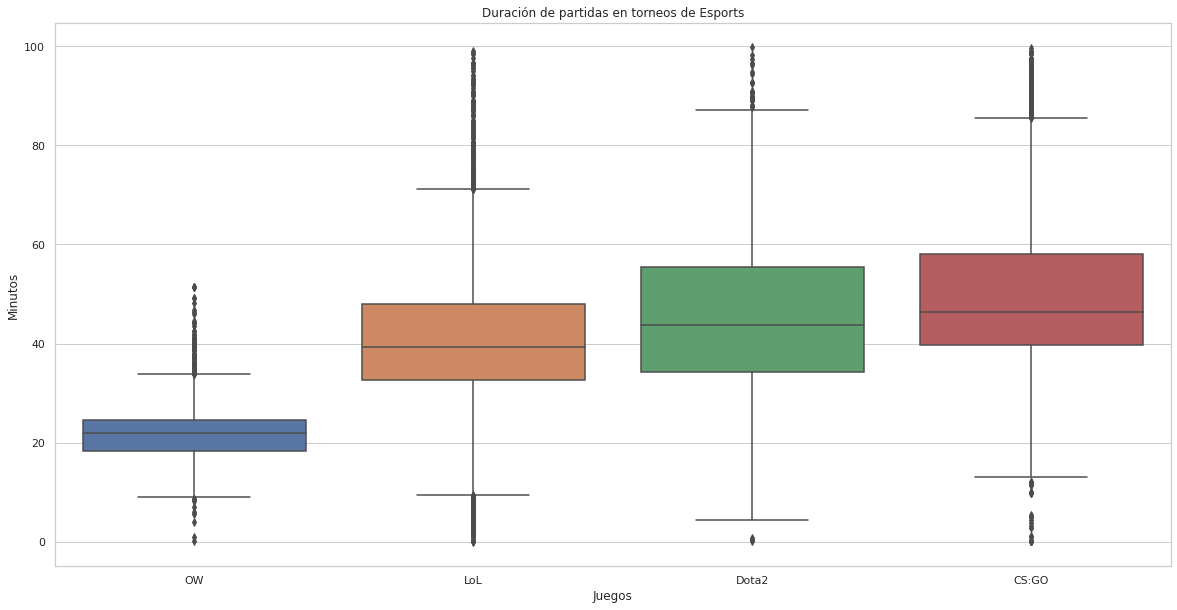 Duración de partidas en torneos de Esports
100
80
60
40
20
0
Minutos
OW
LoL
Dota2
CS:GO
Juegos